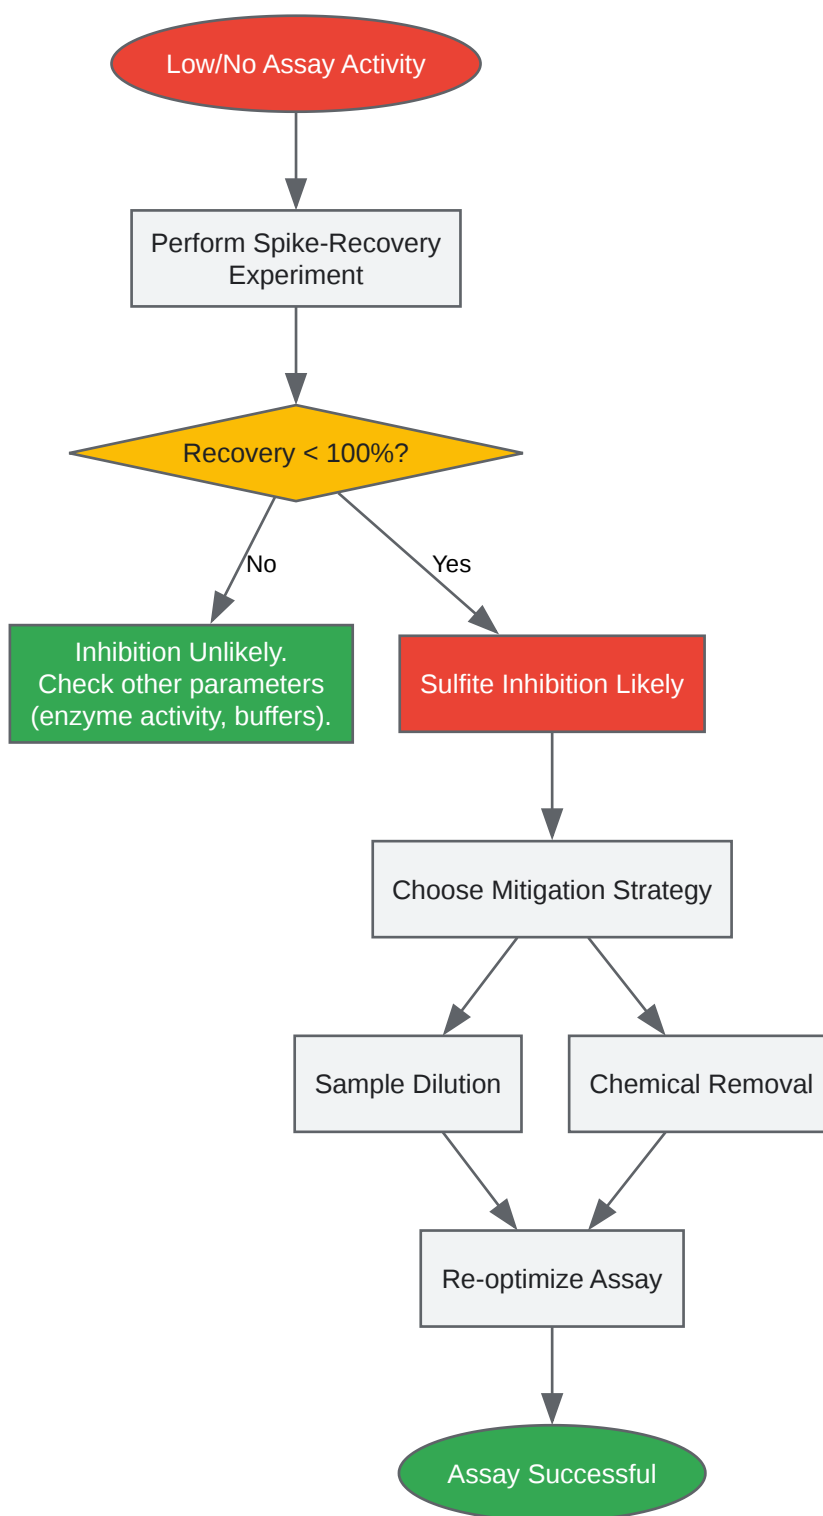 Low/No Assay Activity
Perform Spike-Recovery
Experiment
Recovery < 100%?
No
Yes
Inhibition Unlikely.
Check other parameters
(enzyme activity, buffers).
Sulfite Inhibition Likely
Choose Mitigation Strategy
Sample Dilution
Chemical Removal
Re-optimize Assay
Assay Successful